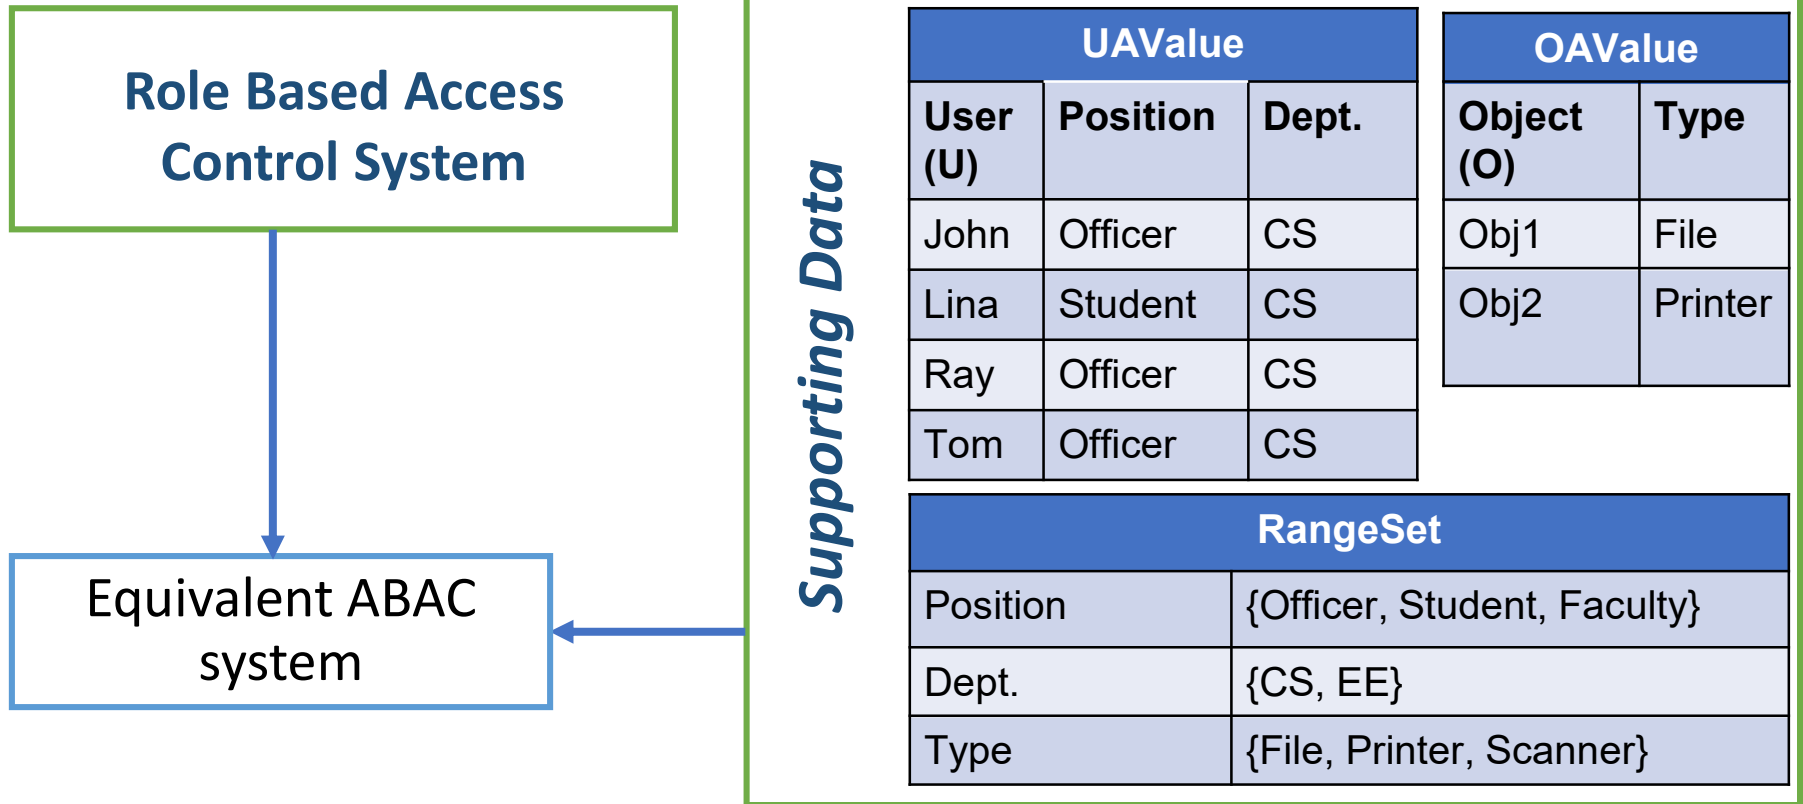 Role Based Access
Control System
Equivalent ABAC
system
Supporting Data
UAValue
User (U) Position Dept.
John Officer CS
Lina Student CS
Ray Officer CS
Tom Officer CS
OAValue
Object (O) Type
Obj1 File
Obj2 Printer
RangeSet
Position {Officer, Student, Faculty}
Dept. {CS, EE}
Type {File, Printer, Scanner}